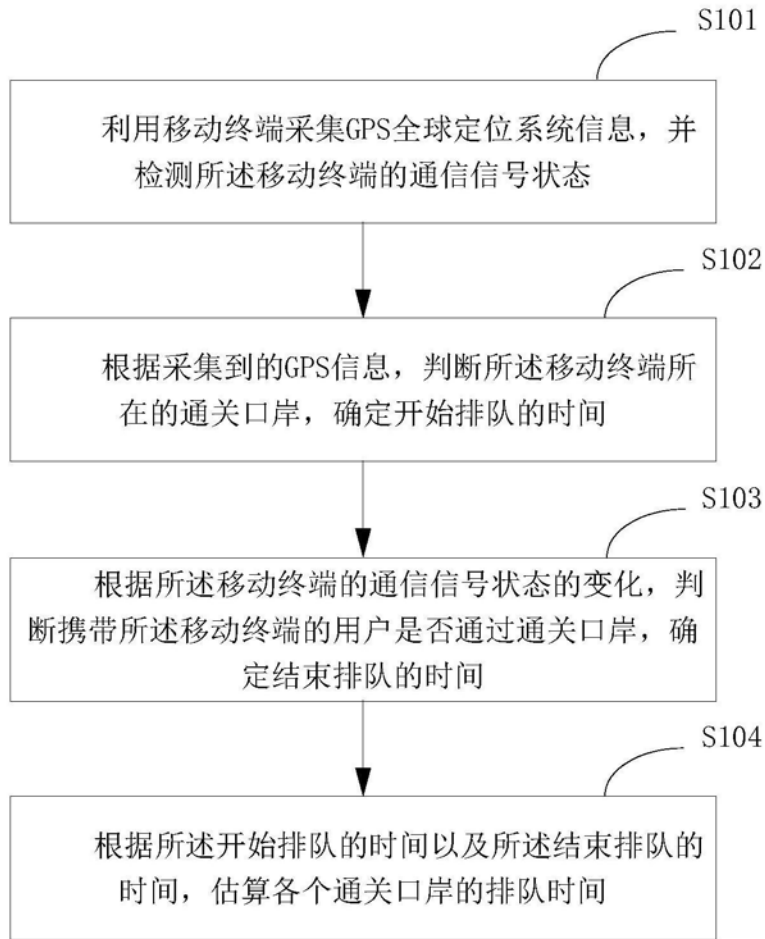 S101
利用移动终端采集GPS全球定位系统信息，并
检测所述移动终端的通信信号状态
S102
根据采集到的GPS信息，判断所述移动终端所
在的通关口岸，确定开始排队的时间
S103
根据所述移动终端的通信信号状态的变化，判
断携带所述移动终端的用户是否通过通关口岸，确
定结束排队的时间
S104
根据所述开始排队的时间以及所述结束排队的
时间，估算各个通关口岸的排队时间